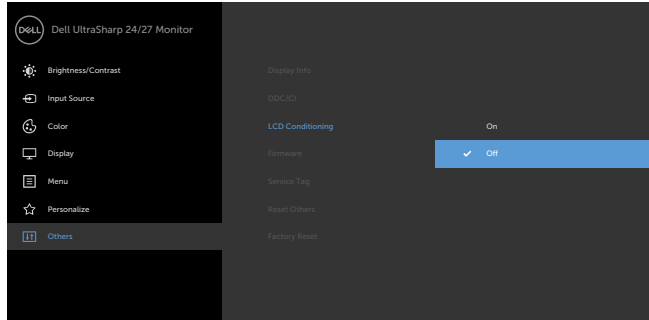 DELL Dell UltraSharp 24/27 Monitor
Brightness/Contrast
Input Source
Color
Display
Menu
Personalize
Others
Display Info
DDC/CI
LCD Conditioning
Firmware
Service Tag
Reset Others
Factory Reset
On
Off